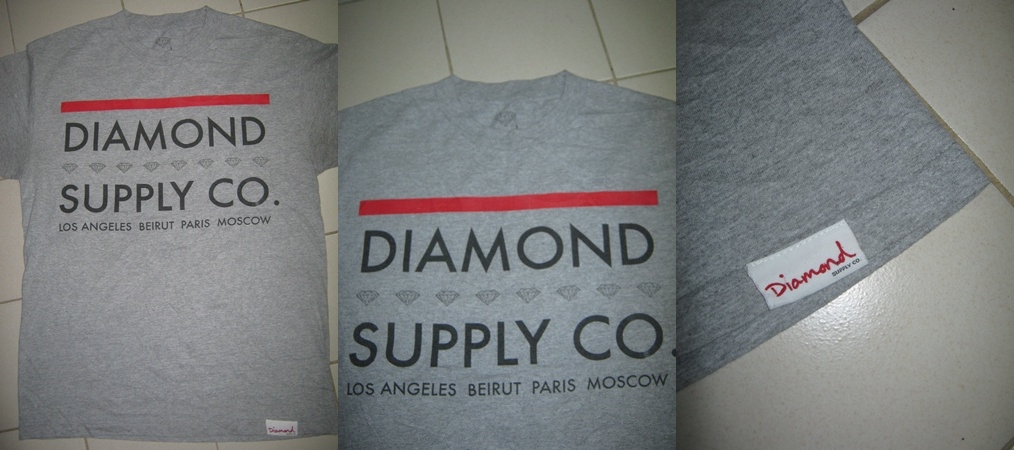 DIAMOND
SUPPLY CO.
LOS ANGELES BEIRUT PARIS MOSCOW
Diamond
DIAMOND
SUPPLY CO.
LOS ANGELES BEIRUT PARIS MOSCOW
Diamond
SUPPLY CO